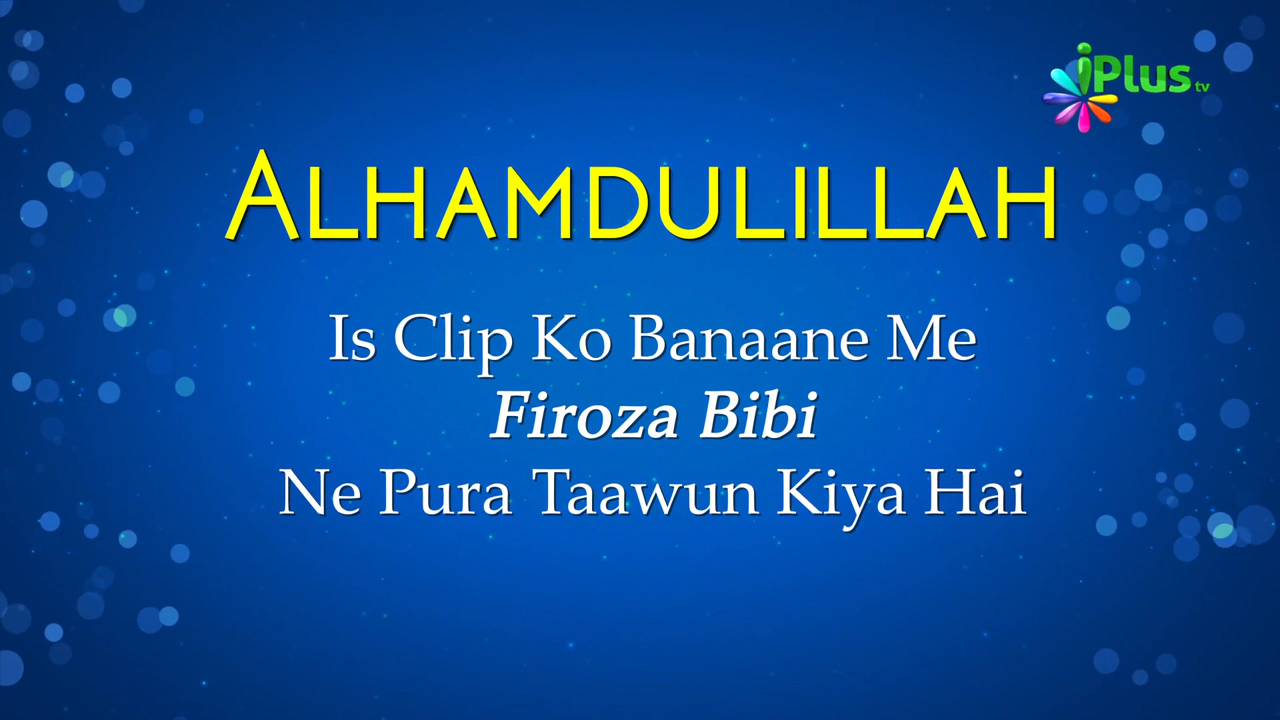 iPlus tv
ALHAMDULILLAH
Is Clip Ko Banaane Me
Firoza Bibi
Ne Pura Taawun Kiya Hai